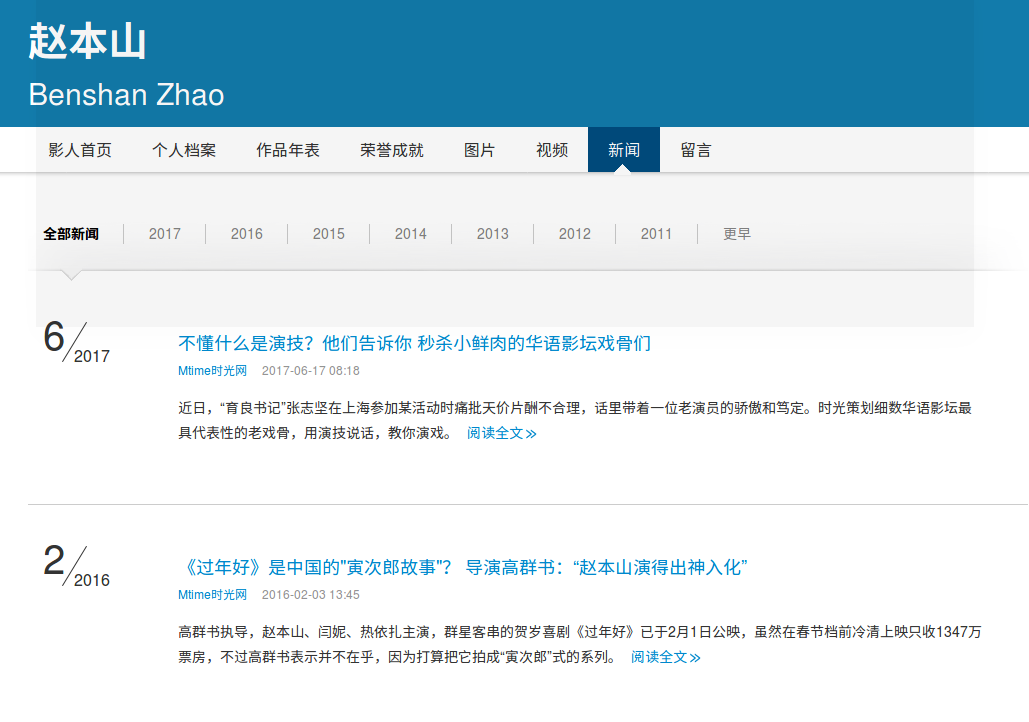 赵本山
Benshan Zhao
影人首页 个人档案 作品年表 荣誉成就 图片 视频 新闻 留言
全部新闻 2017 2016 2015 2014 2013 2012 2011 更早
6/2017
不懂什么是演技？他们告诉你 秒杀小鲜肉的华语影坛戏骨们
Mtime时光网 2017-06-17 08:18
近日，“育良书记”张志坚在上海参加某活动时痛批天价片酬不合理，话里带着一位老演员的骄傲和笃定。时光策划细数华语影坛最
具代表性的老戏骨，用演技说话，教你演戏。 阅读全文
2/2016
《过年好》是中国的"寅次郎故事"？ 导演高群书：“赵本山演得出神入化”
Mtime时光网 2016-02-03 13:45
高群书执导，赵本山、闫妮、热依扎主演，群星客串的贺岁喜剧《过年好》已于2月1日公映，虽然在春节档前冷清上映只收1347万
票房，不过高群书表示并不在乎，因为打算把它拍成“寅次郎”式的系列。 阅读全文